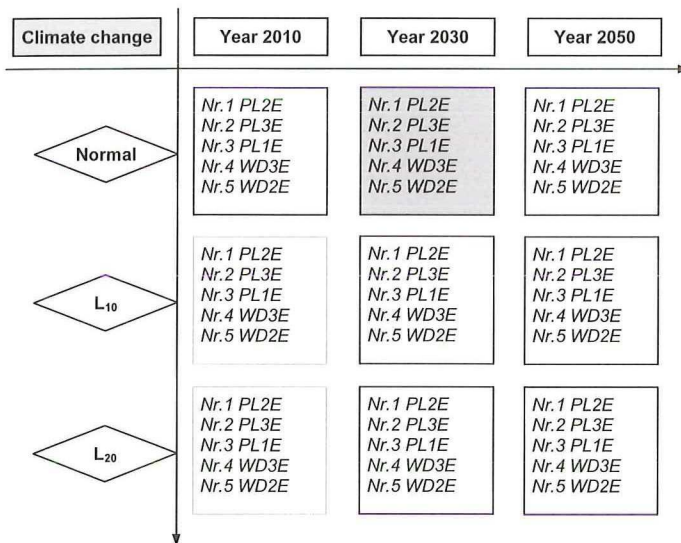 Climate change
Year 2010
Year 2030
Year 2050
Normal
Nr.1 PL2E
Nr.2 PL3E
Nr.3 PL1E
Nr.4 WD3E
Nr.5 WD2E
Nr.1 PL2E
Nr.2 PL3E
Nr.3 PL1E
Nr.4 WD3E
Nr.5 WD2E
Nr.1 PL2E
Nr.2 PL3E
Nr.3 PL1E
Nr.4 WD3E
Nr.5 WD2E
L10
Nr.1 PL2E
Nr.2 PL3E
Nr.3 PL1E
Nr.4 WD3E
Nr.5 WD2E
Nr.1 PL2E
Nr.2 PL3E
Nr.3 PL1E
Nr.4 WD3E
Nr.5 WD2E
Nr.1 PL2E
Nr.2 PL3E
Nr.3 PL1E
Nr.4 WD3E
Nr.5 WD2E
L20
Nr.1 PL2E
Nr.2 PL3E
Nr.3 PL1E
Nr.4 WD3E
Nr.5 WD2E
Nr.1 PL2E
Nr.2 PL3E
Nr.3 PL1E
Nr.4 WD3E
Nr.5 WD2E
Nr.1 PL2E
Nr.2 PL3E
Nr.3 PL1E
Nr.4 WD3E
Nr.5 WD2E